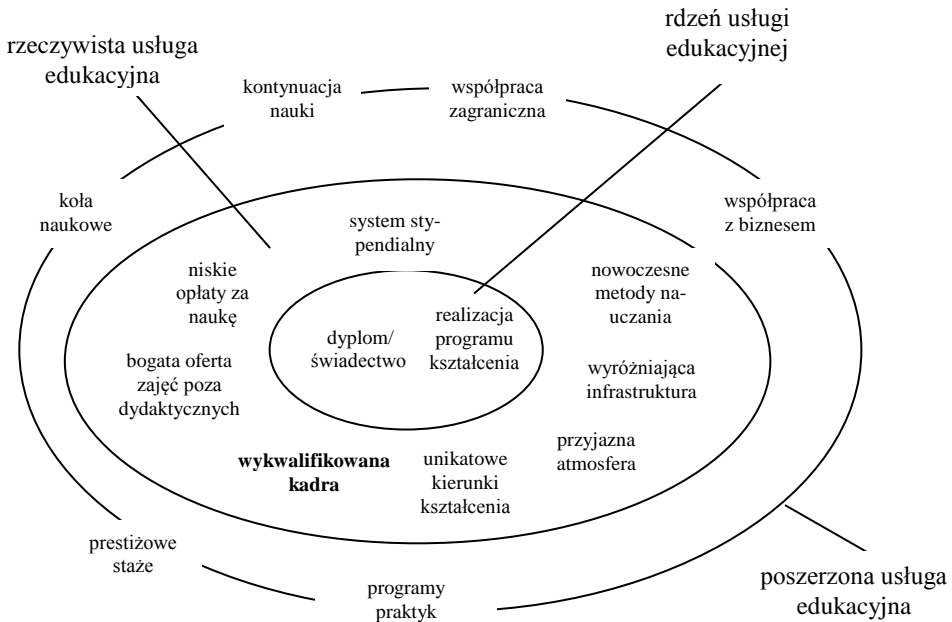 rzeczywista usługa
edukacyjna
rdzeń usługi
edukacyjnej
kontynuacja
nauki
współpraca
zagraniczna
koła
naukowe
współpraca
z biznesem
system sty-
pendialny
niskie
opłaty za
naukę
nowoczesne
metody na-
uczania
dyplom/
świadectwo
realizacja
programu
kształcenia
bogata oferta
zajęć poza
dydaktycznych
wyróżniająca
infrastruktura
wykwalifikowana
kadra
unikatowe
kierunki
kształcenia
przyjazna
atmosfera
prestiżowe
staże
programy
praktyk
poszerzona usługa
edukacyjna